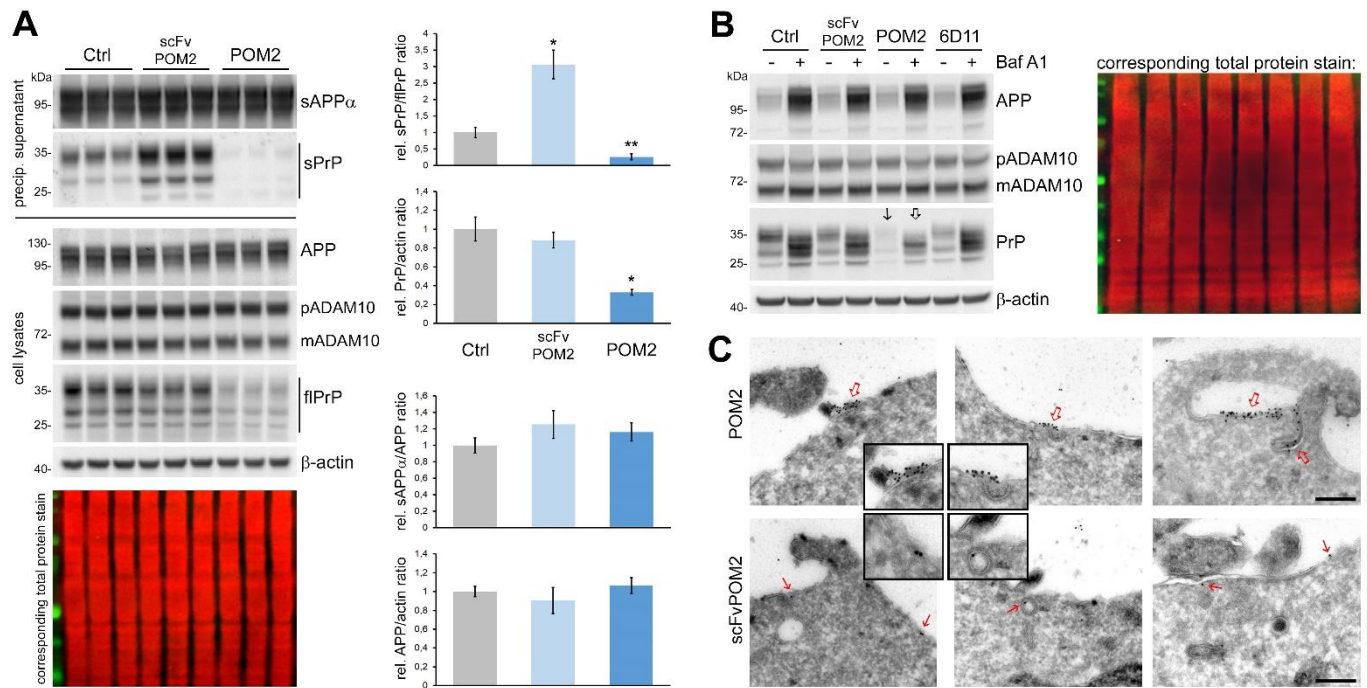 A
Ctrl
scFv
POM2
POM2
kDa
95-
sAPPα
precip. supernatant
35-
25-
sPrP
cell lysates
130-
95-
APP
pADAM10
72-
mADAM10
35-
25-
flPrP
40-
β-actin
corresponding total protein stain
rel. sPrP/flPrP ratio
4
3,5
3
2,5
2
1,5
1
0,5
0
*
**
rel. PrP/actin ratio
1,4
1,2
1
0,8
0,6
0,4
0,2
0
*
Ctrl
scFv
POM2
POM2
rel. sAPPα/APP ratio
1,6
1,4
1,2
1
0,8
0,6
0,4
0,2
0
rel. APP/actin ratio
1,4
1,2
1
0,8
0,6
0,4
0,2
0
B
Ctrl
scFv
POM2
POM2
6D11
kDa
- + - + - + - + Baf A1
95-
72-
APP
pADAM10
72-
mADAM10
35-
25-
PrP
40-
β-actin
corresponding total protein stain:
C
POM2
scFvPOM2